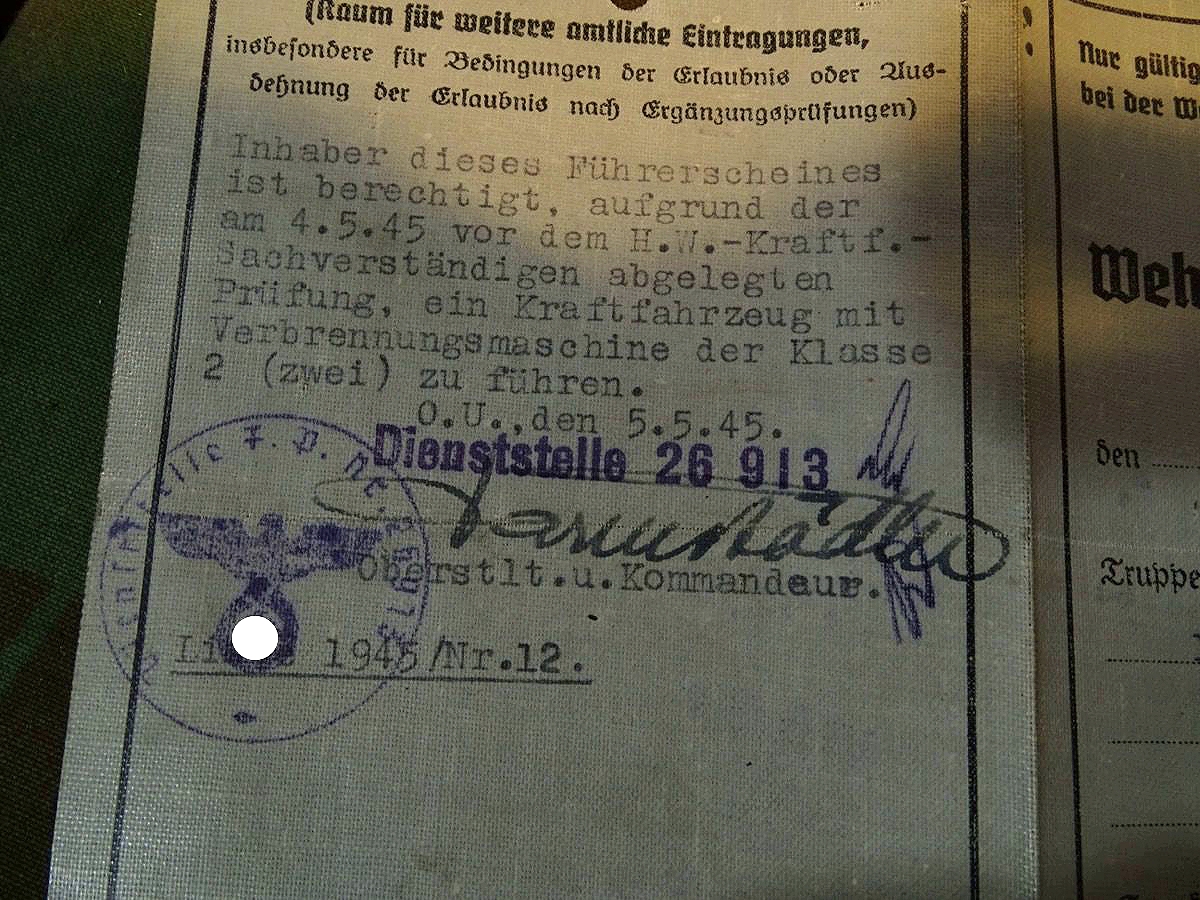 (Raum für weitere amtliche Eintragungen,
insbesondere für Bedingungen der Erlaubnis oder Aus-
dehnung der Erlaubnis nach Ergänzungsprüfungen)
Inhaber dieses Führerscheines
ist berechtigt, aufgrund der
am 4.5.45 vor dem H.W.-Kraftf.-
Sachverständigen abgelegten
Prüfung, ein Kraftfahrzeug mit
Verbrennungsmaschine der Klasse
2 (zwei) zu führen.
O.U.,den 5.5.45.
Dienststelle 26 913
Oberstlt.u.Kommandeur.
1945/Nr.12.
Dienststelle F. P. Nr.
Nur gültig
bei der
den
Truppe